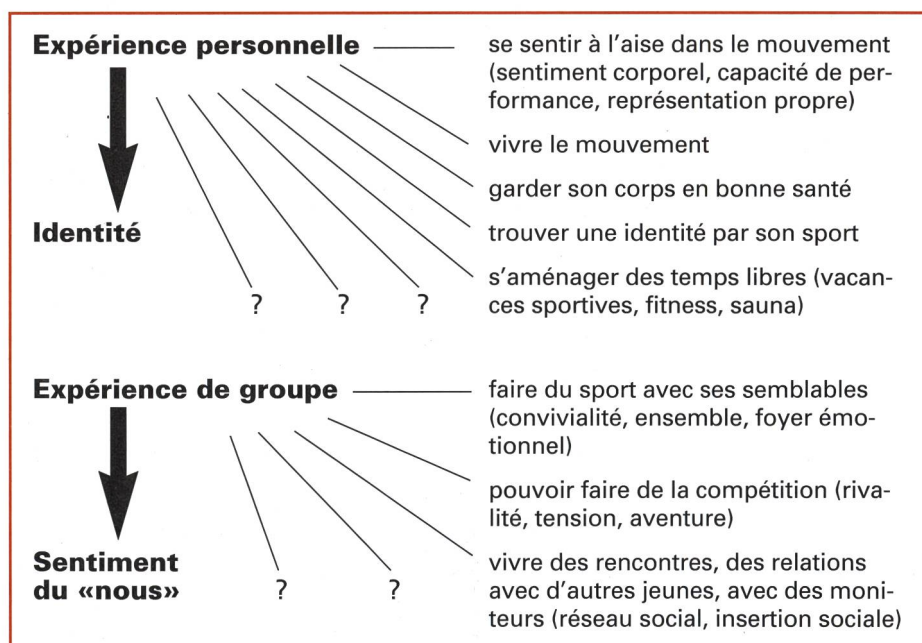 Expérience personnelle
se sentir à l'aise dans le mouvement
(sentiment corporel, capacité de per-
formance, représentation propre)
vivre le mouvement
garder son corps en bonne santé
Identité
trouver une identité par son sport
s'aménager des temps libres (vacan-
ces sportives, fitness, sauna)
? ? ?
Expérience de groupe
faire du sport avec ses semblables
(convivialité, ensemble, foyer émo-
tionnel)
pouvoir faire de la compétition (riva-
lité, tension, aventure)
Sentiment
du «nous»
? ?
vivre des rencontres, des relations
avec d'autres jeunes, avec des moni-
teurs (réseau social, insertion sociale)